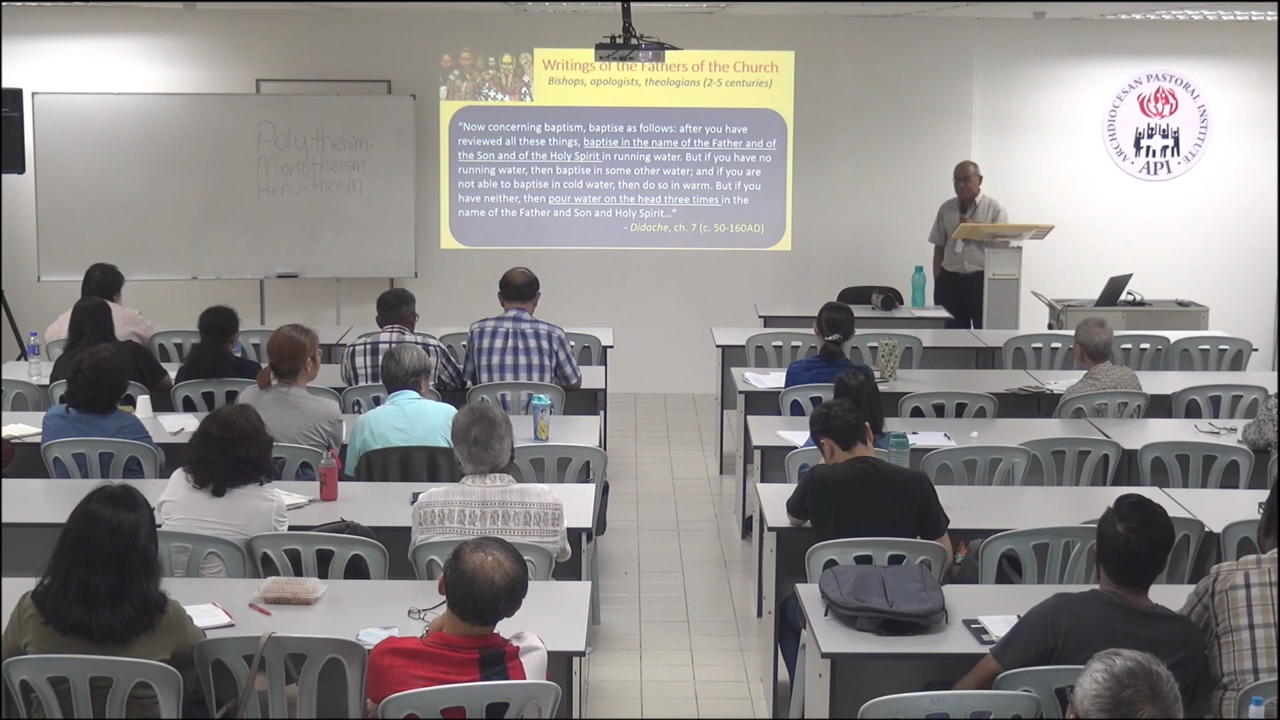 Poly-theism.
Monotheism
Heno-theism
Writings of the Fathers of the Church
Bishops, apologists, theologians (2-5 centuries)
“Now concerning baptism, baptise as follows: after you have
reviewed all these things, baptise in the name of the Father and of
the Son and of the Holy Spirit in running water. But if you have no
running water, then baptise in some other water; and if you are
not able to baptise in cold water, then do so in warm. But if you
have neither, then pour water on the head three times in the
name of the Father and Son and Holy Spirit…”
- Didache, ch. 7 (c. 50-160AD)
ARCHDIOCESAN PASTORAL INSTITUTE
API